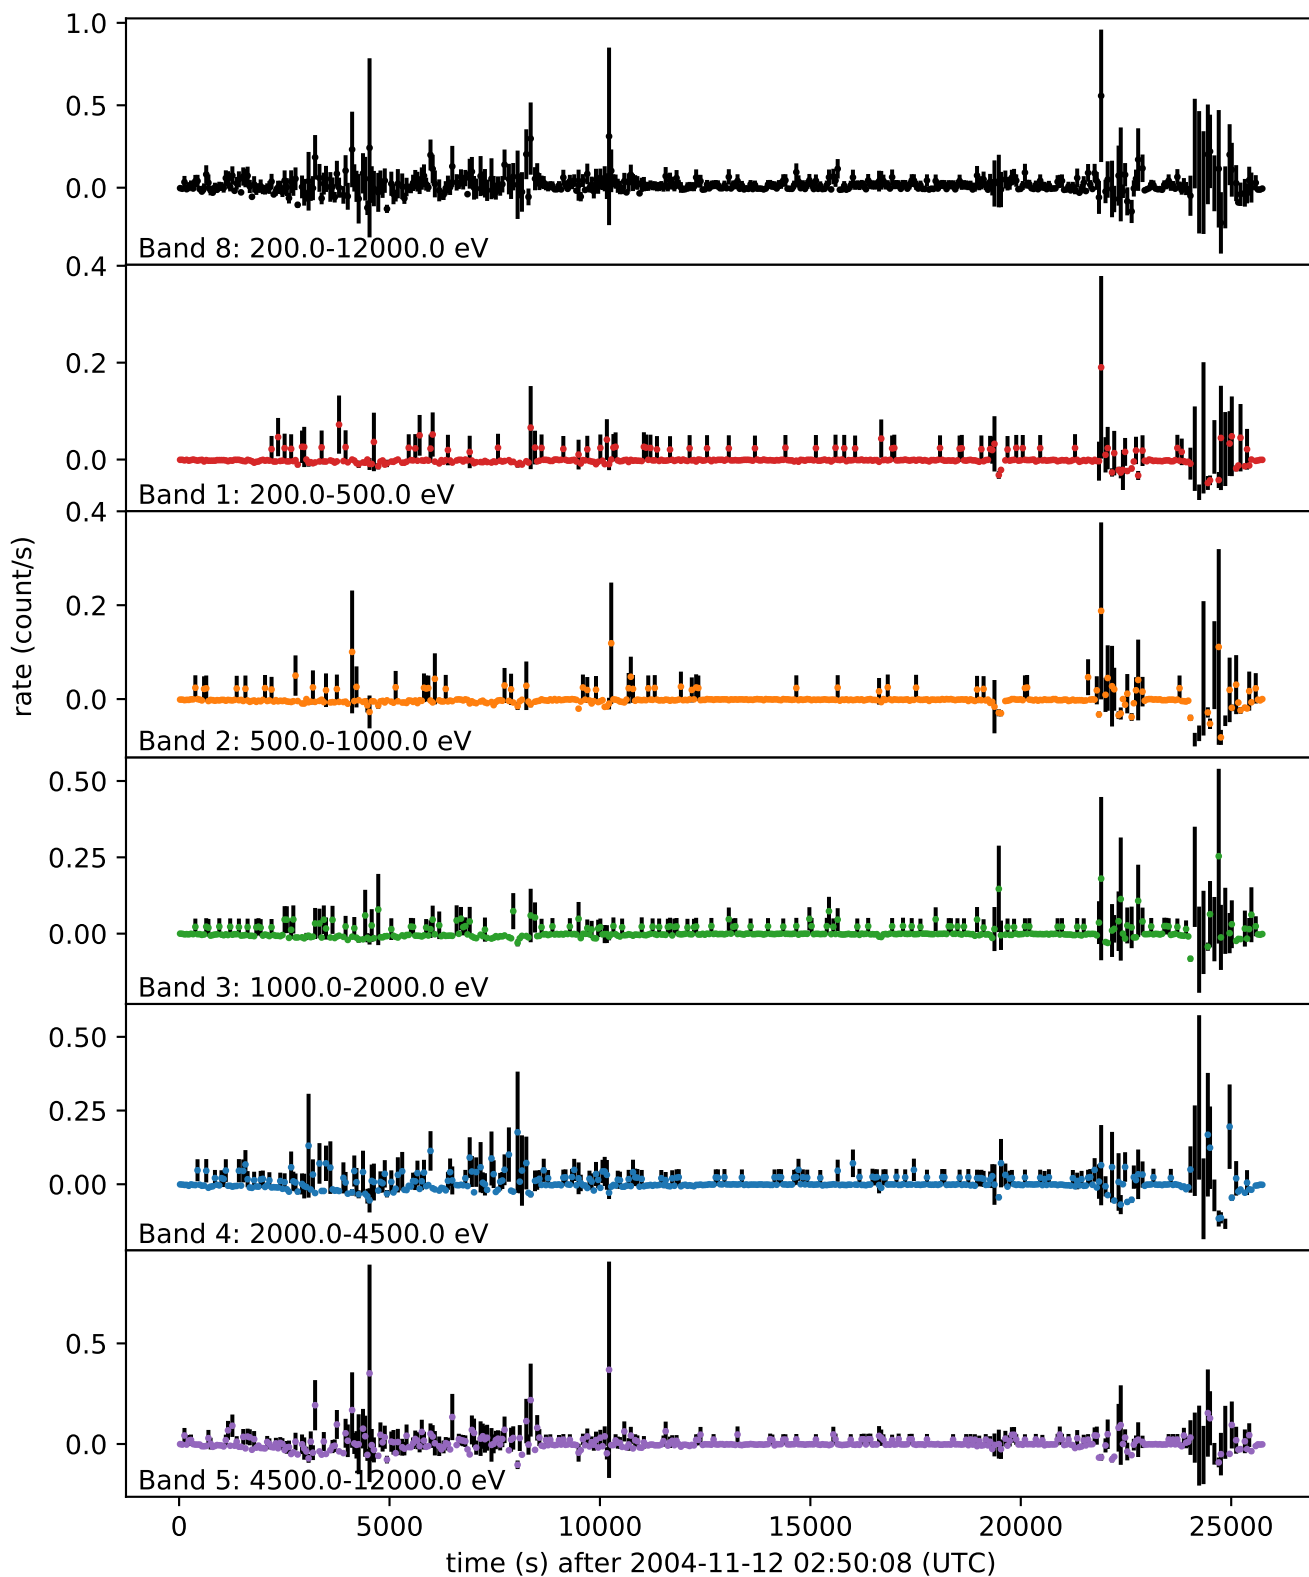 1.0
0.5
0.0
Band 8: 200.0-12000.0 eV
0.4
0.2
0.0
Band 1: 200.0-500.0 eV
0.4
0.2
0.0
Band 2: 500.0-1000.0 eV
rate (count/s)
0.50
0.25
0.00
Band 3: 1000.0-2000.0 eV
0.50
0.25
0.00
Band 4: 2000.0-4500.0 eV
0.5
0.0
Band 5: 4500.0-12000.0 eV
0 5000 10000 15000 20000 25000
time (s) after 2004-11-12 02:50:08 (UTC)